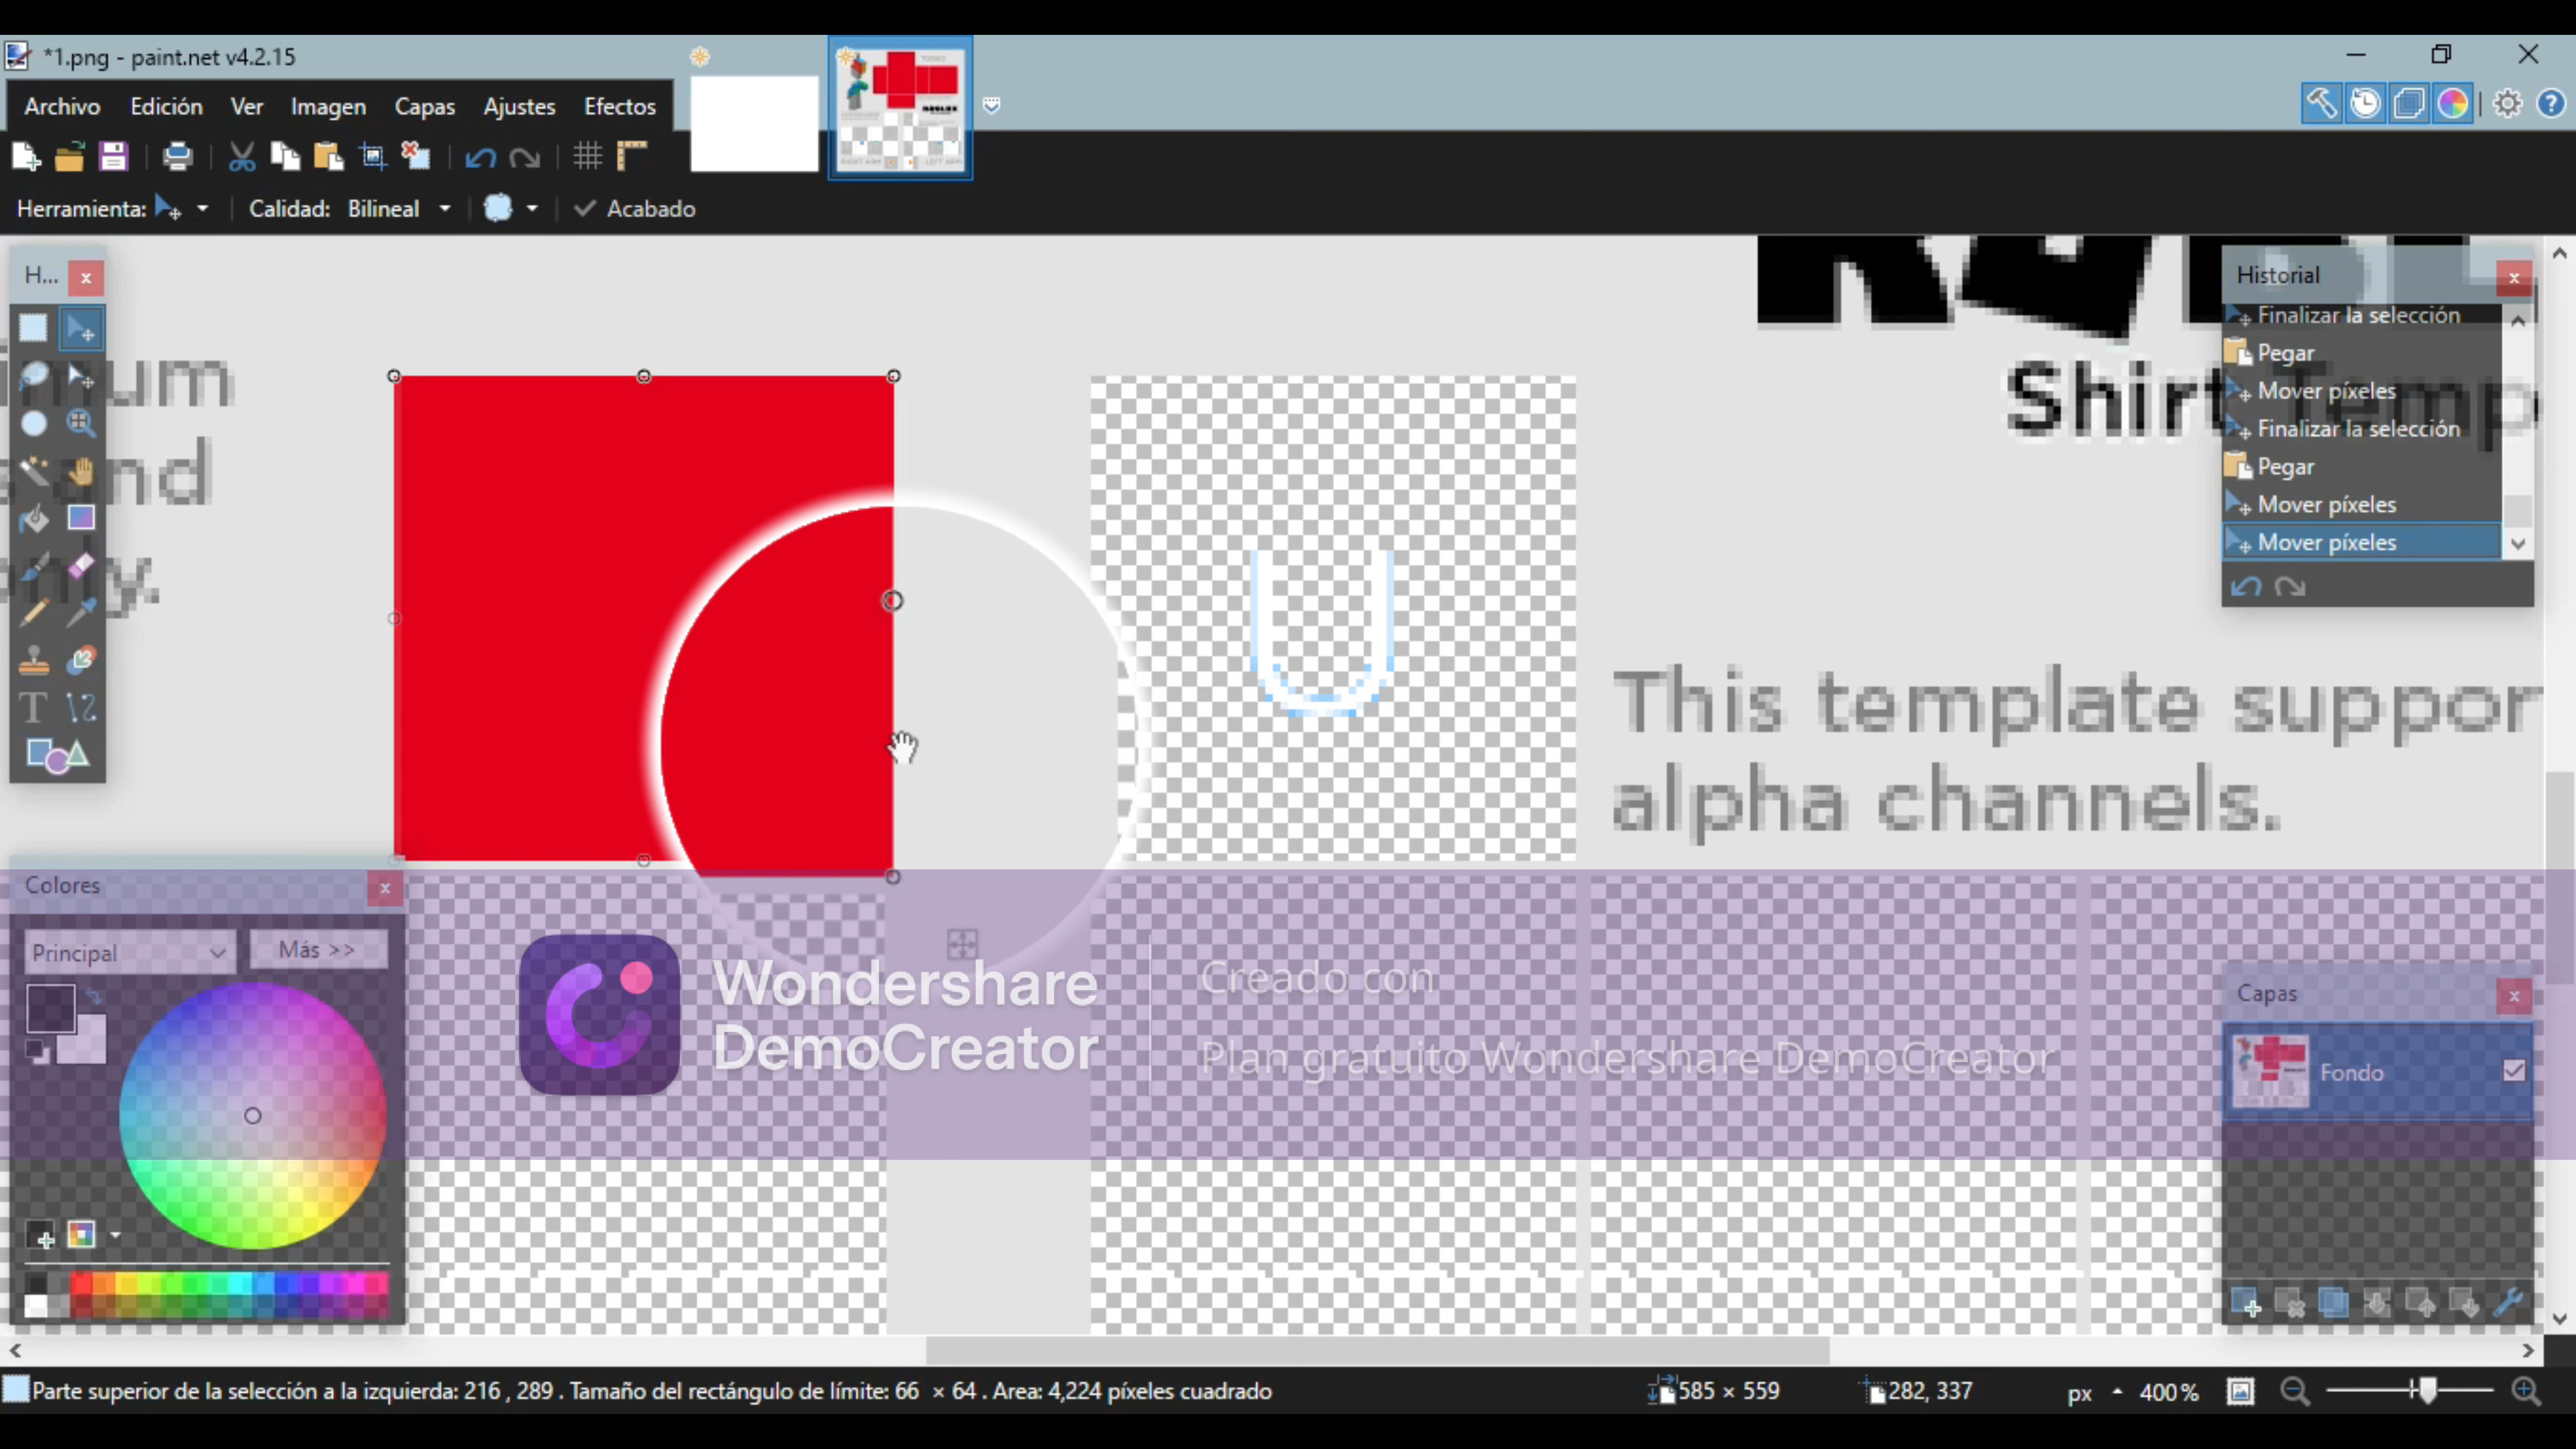 *1.png - paint.net v4.2.15
Archivo Edición Ver Imagen Capas Ajustes Efectos
Herramienta: Calidad: Bilineal Acabado
H...
Historial
Finalizar la selección
Pegar
Mover píxeles
Finalizar la selección
Pegar
Mover píxeles
Mover píxeles
Shirt Temp
and
U
This template suppor
alpha channels.
Colores
Principal Más >>
Wondershare
DemoCreator
Creado con
Plan gratuito Wondershare DemoCreator
Capas
Fondo
Parte superior de la selección a la izquierda: 216 , 289 . Tamaño del rectángulo de límite: 66 × 64 . Area: 4,224 píxeles cuadrado 585 × 559 282, 337 px 400%